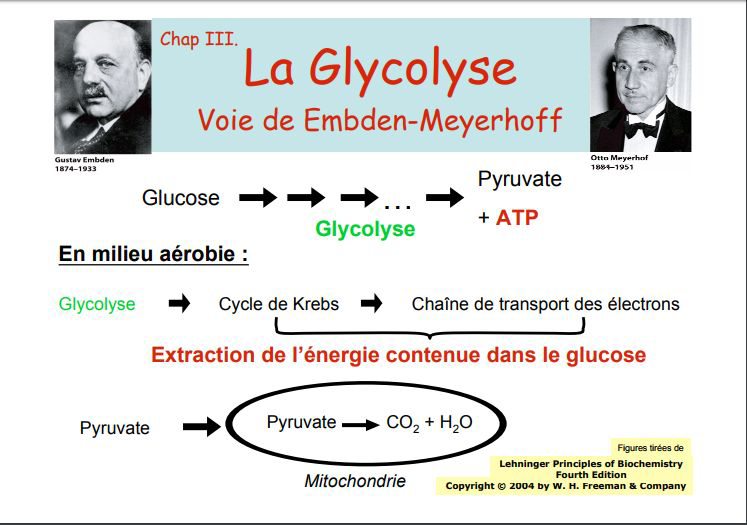 Chap III.
La Glycolyse
Voie de Embden-Meyerhoff
Gustav Embden
1874–1933
Otto Meyerhof
1884–1951
Glucose
Pyruvate
...
+ ATP
Glycolyse
En milieu aérobie :
Glycolyse
Cycle de Krebs
Chaîne de transport des électrons
Extraction de l’énergie contenue dans le glucose
Pyruvate
Pyruvate
CO2 + H2O
Mitochondrie
Figures tirées de
Lehninger Principles of Biochemistry
Fourth Edition
Copyright © 2004 by W. H. Freeman & Company